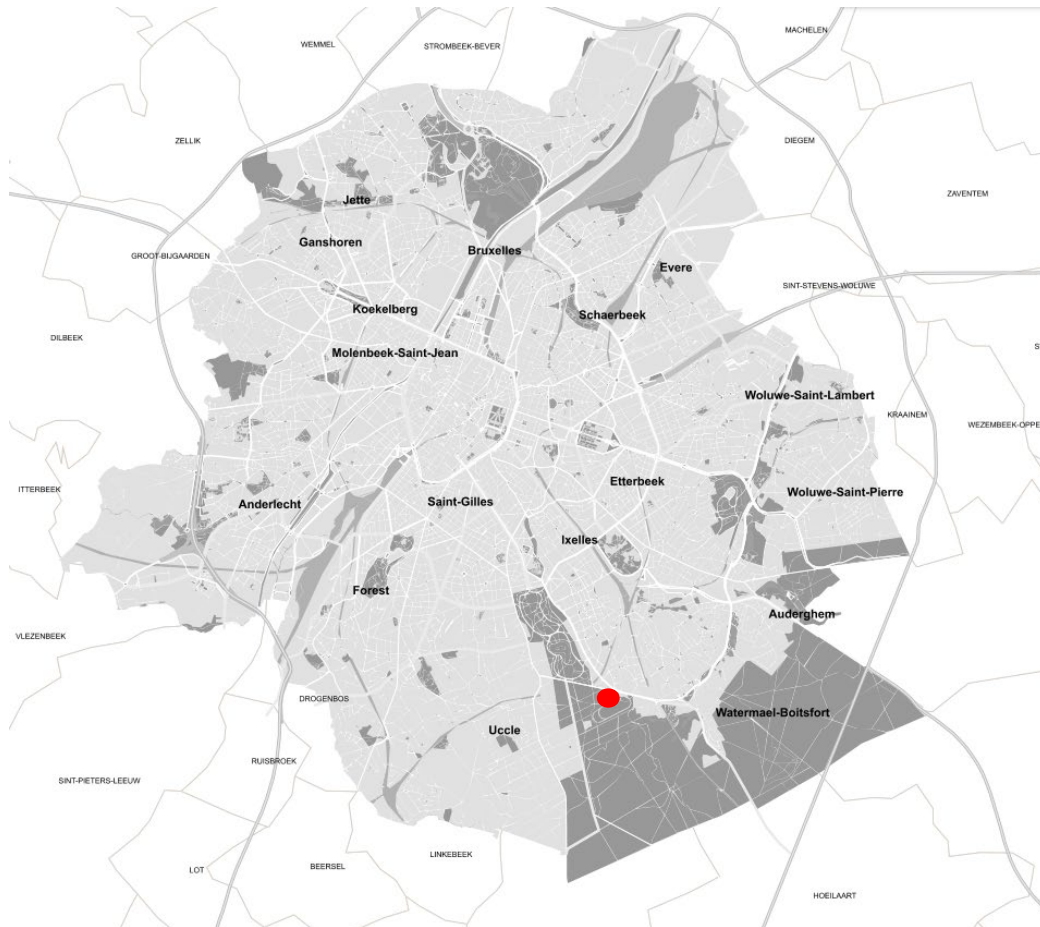 MACHELEN
WEMMEL
STROMBEEK-BEVER
ZELLIK
DIEGEM
ZAVENTEM
Jette
Ganshoren
Bruxelles
GROOT-BIJGAARDEN
Evere
SINT-STEVENS-WOLUWE
Koekelberg
Schaerbeek
DILBEEK
Molenbeek-Saint-Jean
Woluwe-Saint-Lambert
KRAAINEM
WEZEMBEEK-OPPE
Etterbeek
ITTERBEEK
Woluwe-Saint-Pierre
Anderlecht
Saint-Gilles
Ixelles
Forest
Auderghem
VLEZENBEEK
DROGENBOS
Watermael-Boitsfort
Uccle
RUISBROEK
SINT-PIETERS-LEEUW
LINKEBEEK
BEERSEL
LOT
HOEILAART